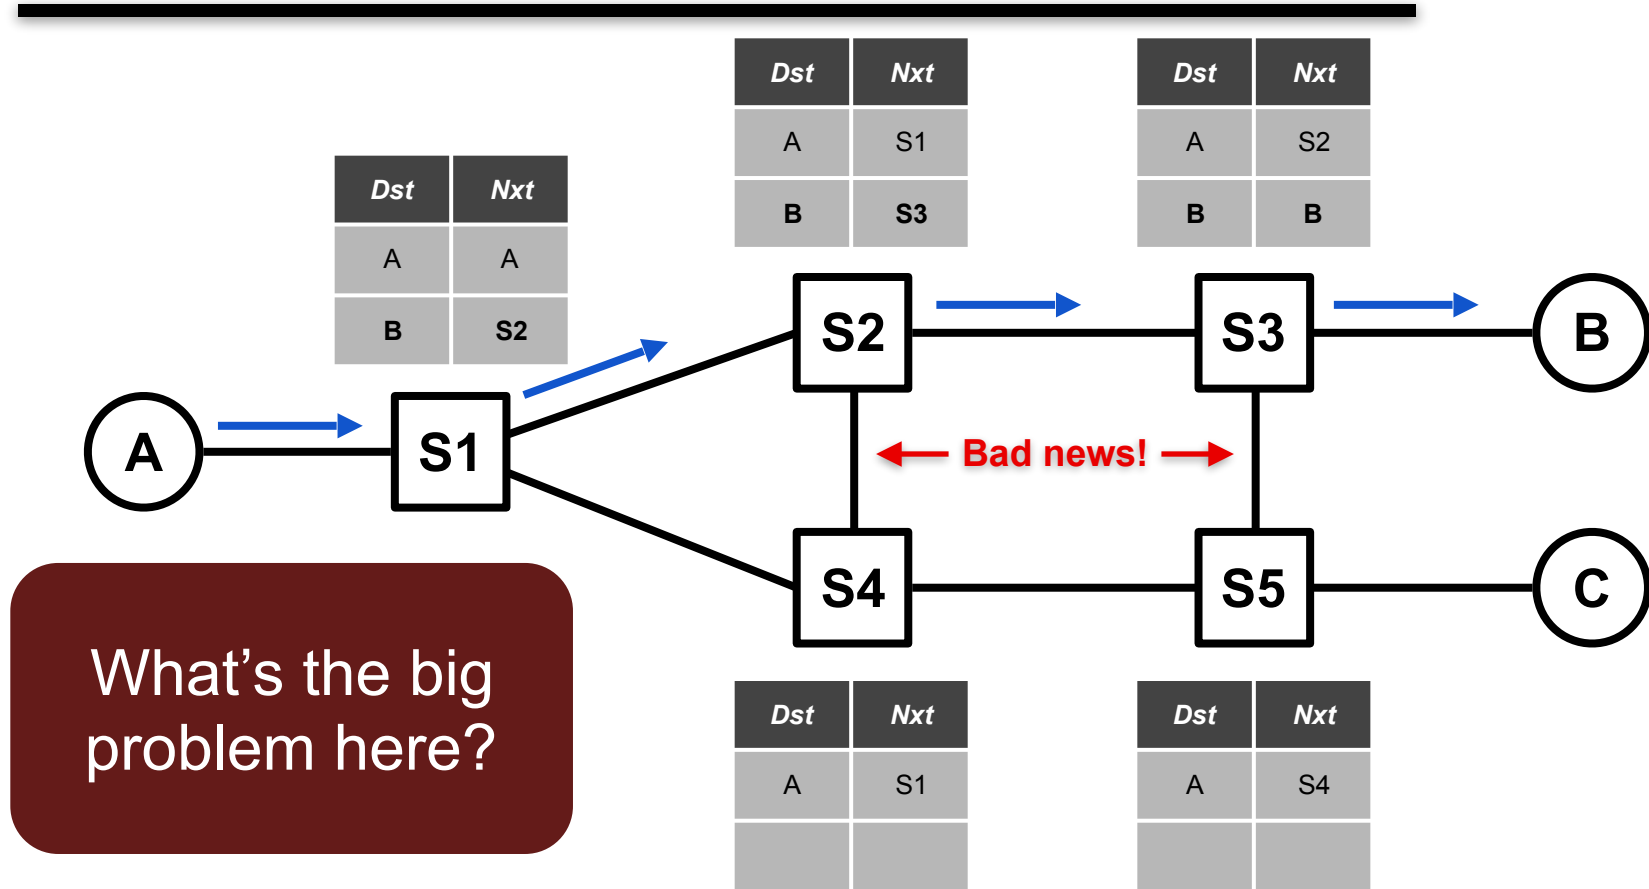 Dst Nxt
A S1
B S3
Dst Nxt
A S2
B B
Dst Nxt
A A
B S2
S2
S3
B
A
S1
Bad news!
S4
S5
C
What’s the big
problem here?
Dst Nxt
A S1
Dst Nxt
A S4